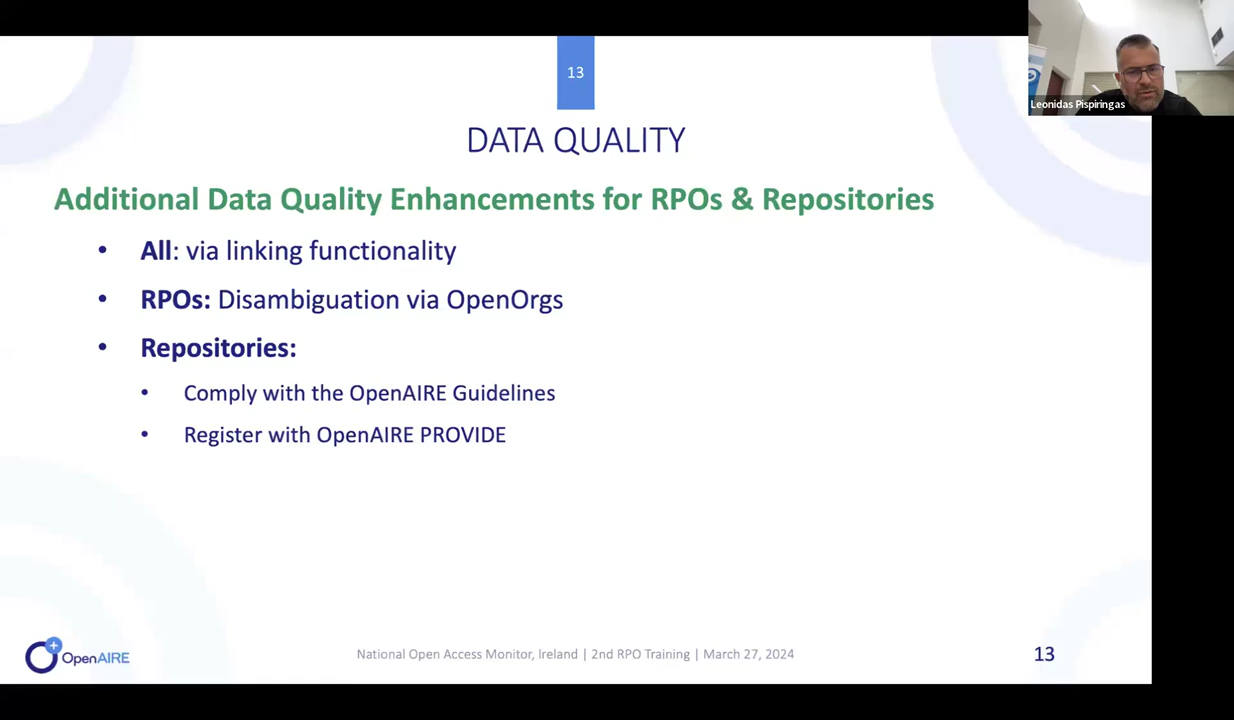 13
Leonidas Pispiringas
DATA QUALITY
Additional Data Quality Enhancements for RPOs & Repositories
• All: via linking functionality
• RPOs: Disambiguation via OpenOrgs
• Repositories:
• Comply with the OpenAIRE Guidelines
• Register with OpenAIRE PROVIDE
OpenAIRE
National Open Access Monitor, Ireland | 2nd RPO Training | March 27, 2024
13